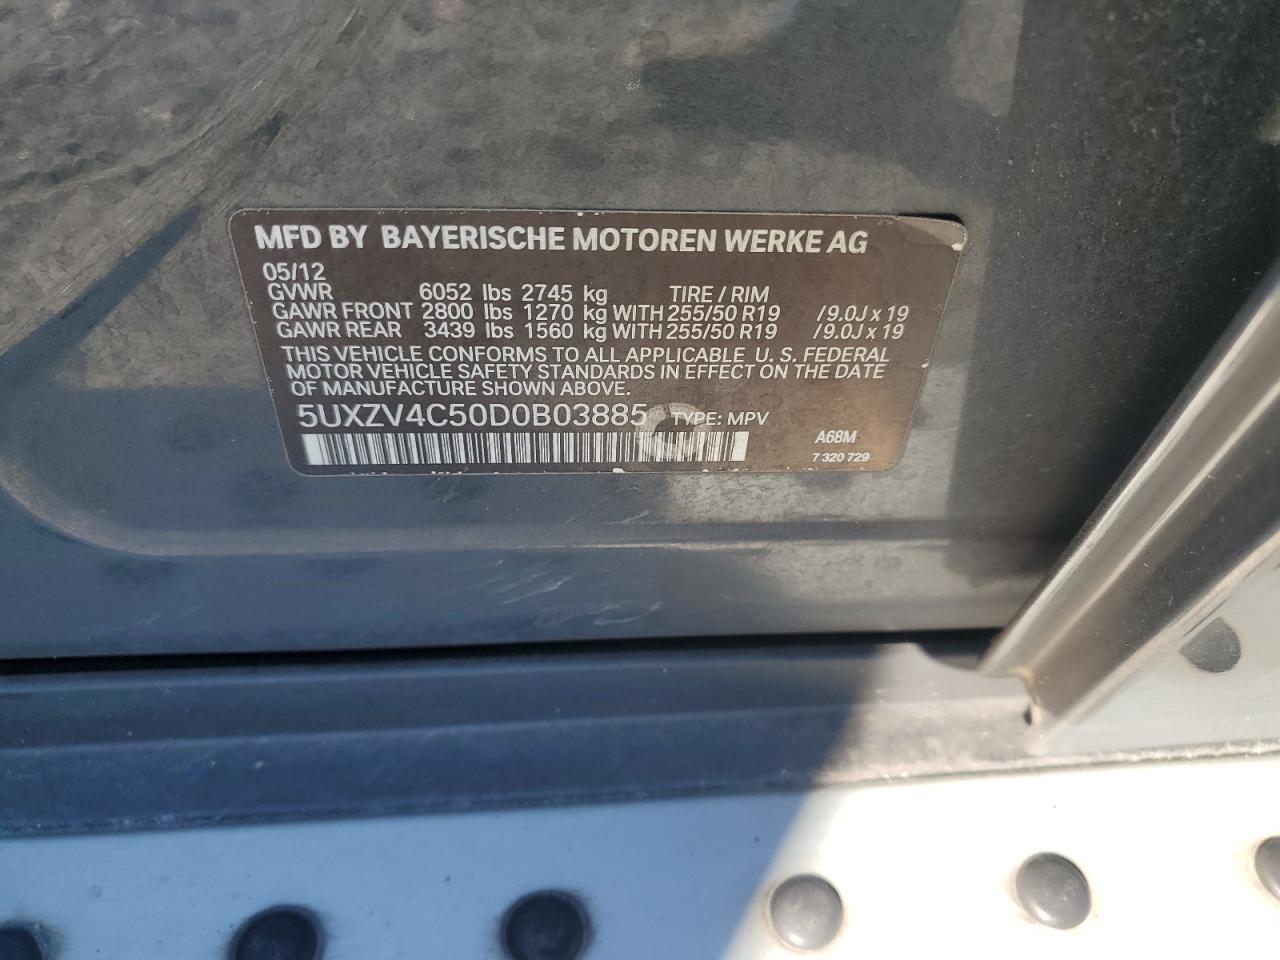 MFD BY BAYERISCHE MOTOREN WERKE AG
05/12
GVWR 6052 lbs 2745 kg TIRE / RIM
GAWR FRONT 2800 lbs 1270 kg WITH 255/50 R19 /9.0J x 19
GAWR REAR 3439 lbs 1560 kg WITH 255/50 R19 /9.0J x 19
THIS VEHICLE CONFORMS TO ALL APPLICABLE U. S. FEDERAL
MOTOR VEHICLE SAFETY STANDARDS IN EFFECT ON THE DATE
OF MANUFACTURE SHOWN ABOVE.
5UXZV4C50D0B03885 TYPE: MPV
A68M
7 320 729